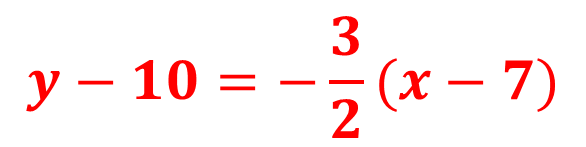 y − 10 = − 3/2 (x − 7)